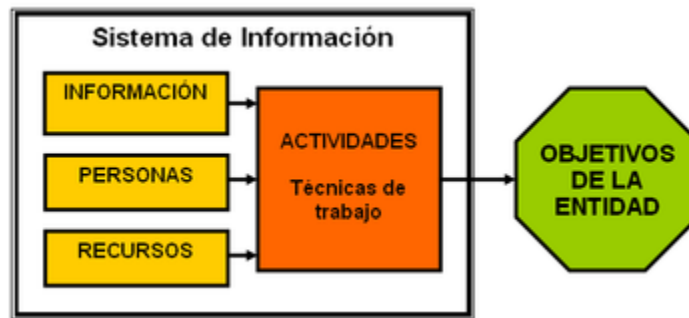 Sistema de Información
INFORMACIÓN
PERSONAS
RECURSOS
ACTIVIDADES
Técnicas de
trabajo
OBJETIVOS
DE LA
ENTIDAD